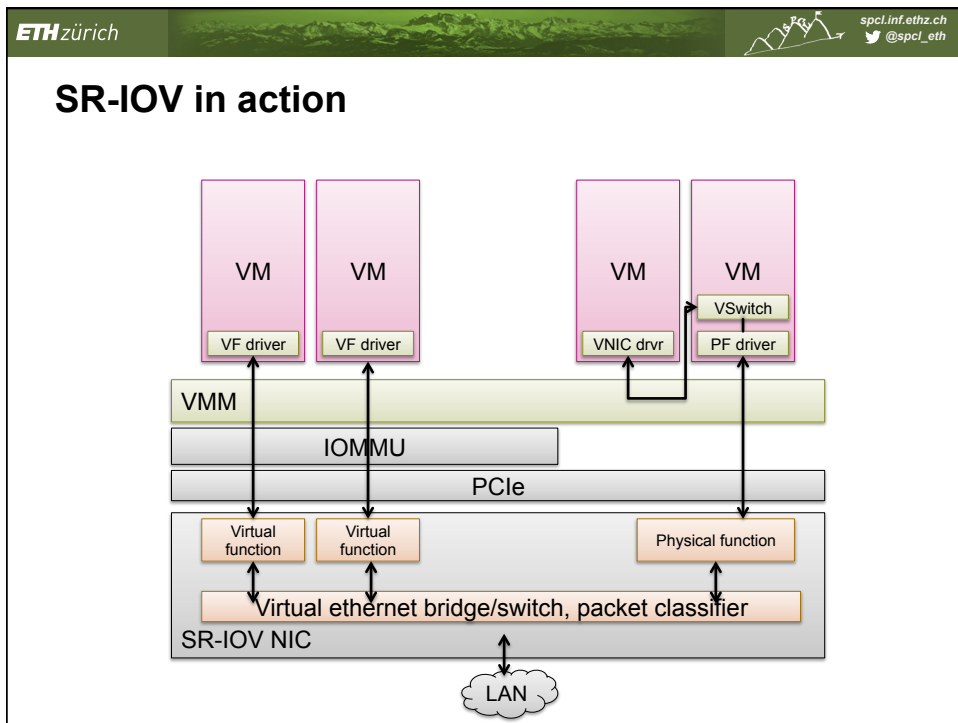 ETH zürich
spcl.inf.ethz.ch
@spcl_eth
SR-IOV in action
VM
VM
VM
VM
VSwitch
VF driver
VF driver
VNIC drvr
PF driver
VMM
IOMMU
PCIe
Virtual
function
Virtual
function
Physical function
Virtual ethernet bridge/switch, packet classifier
SR-IOV NIC
LAN